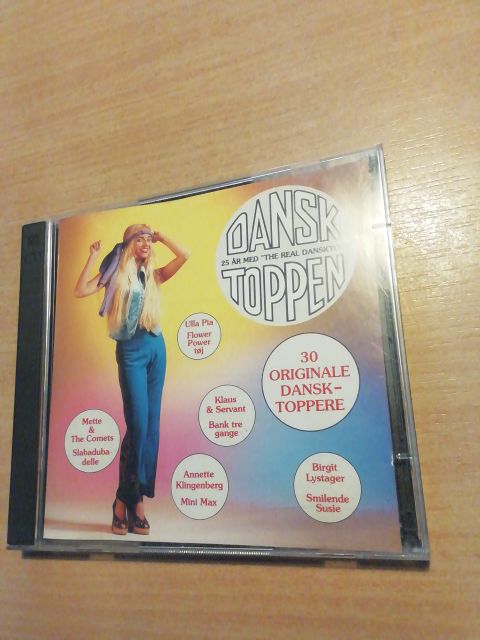 DANSK
25 ÅR MED "THE REAL
TOPPEN
Ulla Pia
Flower
Power
tøj
30
ORIGINALE
DANSK-
TOPPERE
Klaus
& Servant
Bank tre
gange
Mette
&
The Comets
Slabaduba-
delle
Annette
Klingenberg
Mini Max
Birgit
Lystager
Smilende
Susie